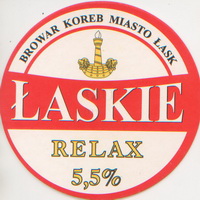 BROWAR KOREB MIASTO ŁASK
ŁASKIE
RELAX
5,5%